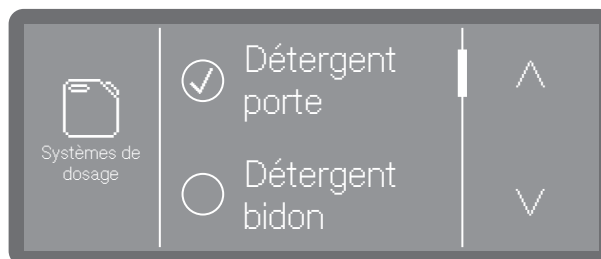 Systèmes de
dosage
Détergent
porte
Détergent
bidon